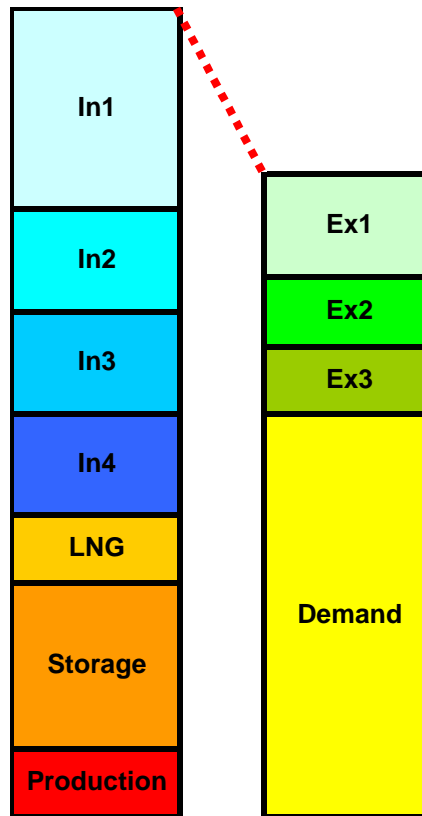 In1
In2
In3
In4
LNG
Storage
Production
Ex1
Ex2
Ex3
Demand